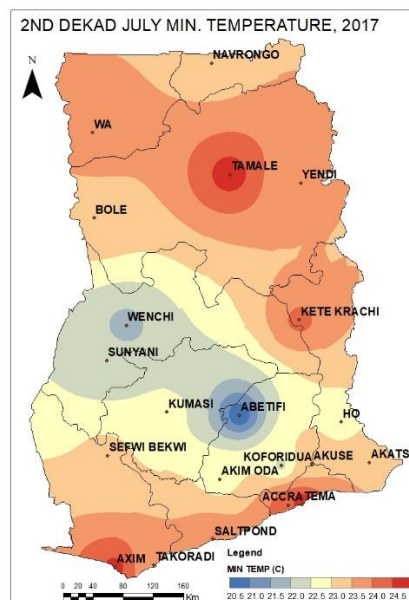 2ND DEKAD JULY MIN. TEMPERATURE, 2017
N
NAVRONGO
WA
TAMALE
YENDI
BOLE
KETE KRACHI
WENCHI
SUNYANI
KUMASI
ABETIFI
HO
SEFWI BEKWI
KOFORIDUA
AKUSE
AKATS
AKIM ODA
ACCRA
TEMA
SALTPOND
AXIM
TAKORADI
Legend
MIN TEMP (C)
20.5 21.0 21.5 22.0 22.5 23.0 23.5 24.0 24.5
0 20 40 80 120 160
Km